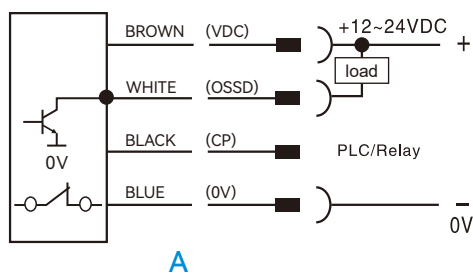 BROWN (VDC) +12~24VDC +
load
WHITE (OSSD)
0V
BLACK (CP) PLC/Relay
BLUE (0V) −
0V
A